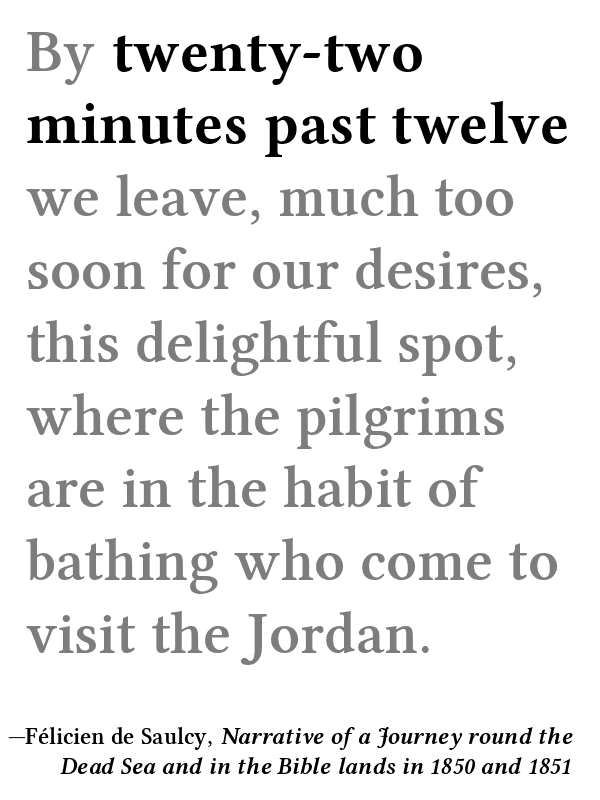 By twenty-two
minutes past twelve
we leave, much too
soon for our desires,
this delightful spot,
where the pilgrims
are in the habit of
bathing who come to
visit the Jordan.
—Félicien de Saulcy, Narrative of a Journey round the
Dead Sea and in the Bible lands in 1850 and 1851